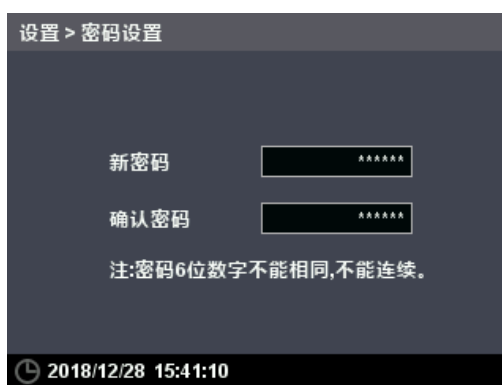 设置 > 密码设置
新密码 ******
确认密码 ******
注:密码6位数字不能相同,不能连续。
2018/12/28 15:41:10